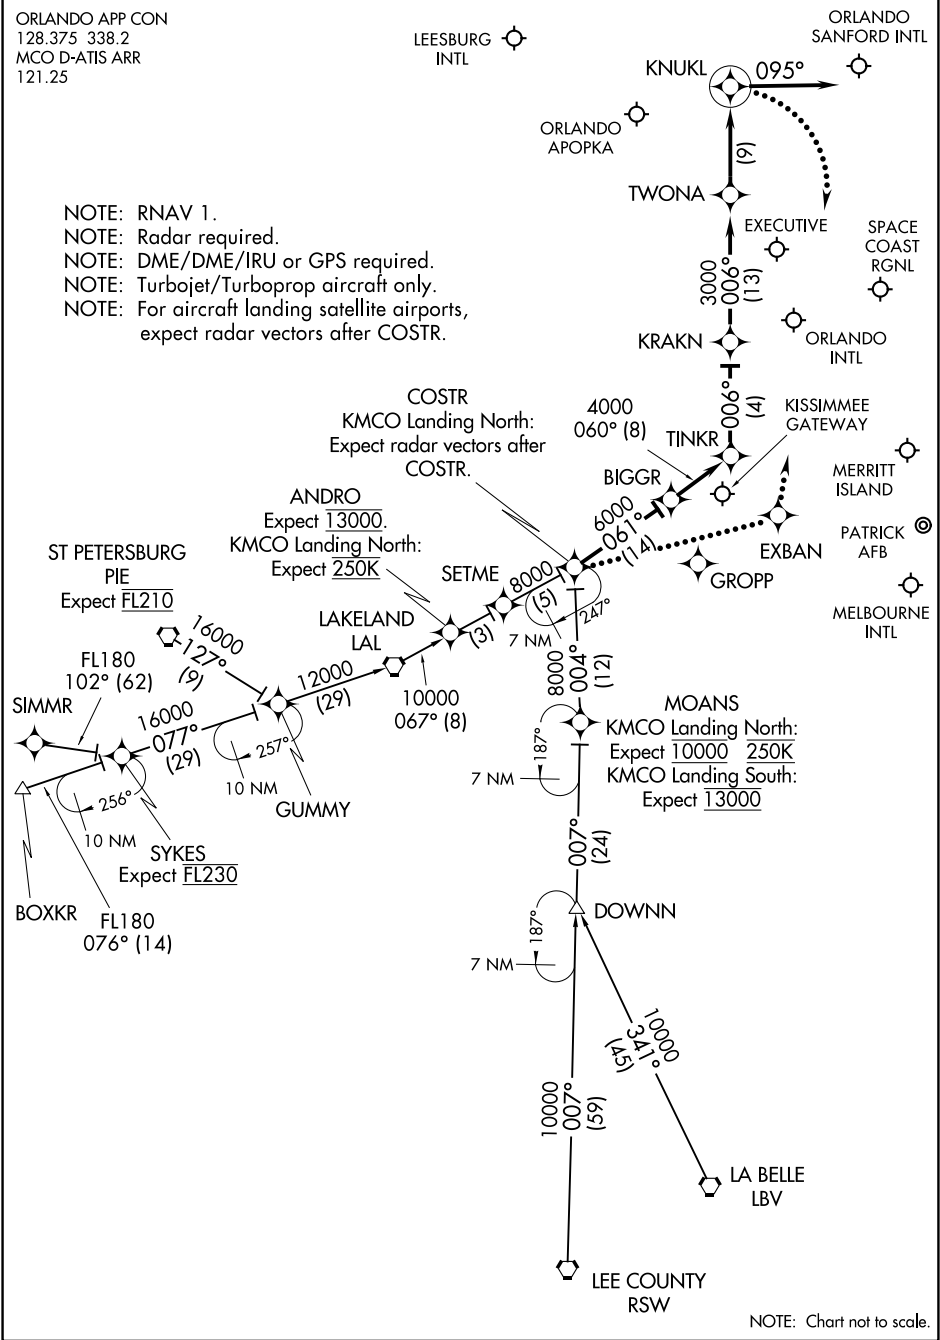 ORLANDO APP CON
128.375 338.2
MCO D-ATIS ARR
121.25
LEESBURG
INTL
ORLANDO
SANFORD INTL
KNUKL
095°
ORLANDO
APOPKA
(9)
TWONA
NOTE: RNAV 1.
NOTE: Radar required.
NOTE: DME/DME/IRU or GPS required.
NOTE: Turbojet/Turboprop aircraft only.
NOTE: For aircraft landing satellite airports,
expect radar vectors after COSTR.
EXECUTIVE
SPACE
COAST
RGNL
3000
006°
(13)
KRAKN
ORLANDO
INTL
006°
(4)
COSTR
KMCO Landing North:
Expect radar vectors after
COSTR.
4000
060° (8)
TINKR
KISSIMMEE
GATEWAY
BIGGR
MERRITT
ISLAND
ANDRO
Expect 13000.
KMCO Landing North:
Expect 250K
6000
061°
(14)
EXBAN
PATRICK
AFB
GROPP
MELBOURNE
INTL
ST PETERSBURG
PIE
Expect FL210
SETME
8000
(5)
247°
7 NM
(3)
LAKELAND
LAL
16000
127°
(9)
FL180
102° (62)
SIMMR
12000
(29)
10000
067° (8)
8000
004°
(12)
16000
077°
(29)
257°
10 NM
GUMMY
MOANS
KMCO Landing North:
Expect 10000 250K
KMCO Landing South:
Expect 13000
187°
7 NM
256°
10 NM
SYKES
Expect FL230
BOXKR
FL180
076° (14)
007°
(24)
DOWNN
187°
7 NM
10000
341°
(45)
10000
007°
(59)
LA BELLE
LBV
LEE COUNTY
RSW
NOTE: Chart not to scale.